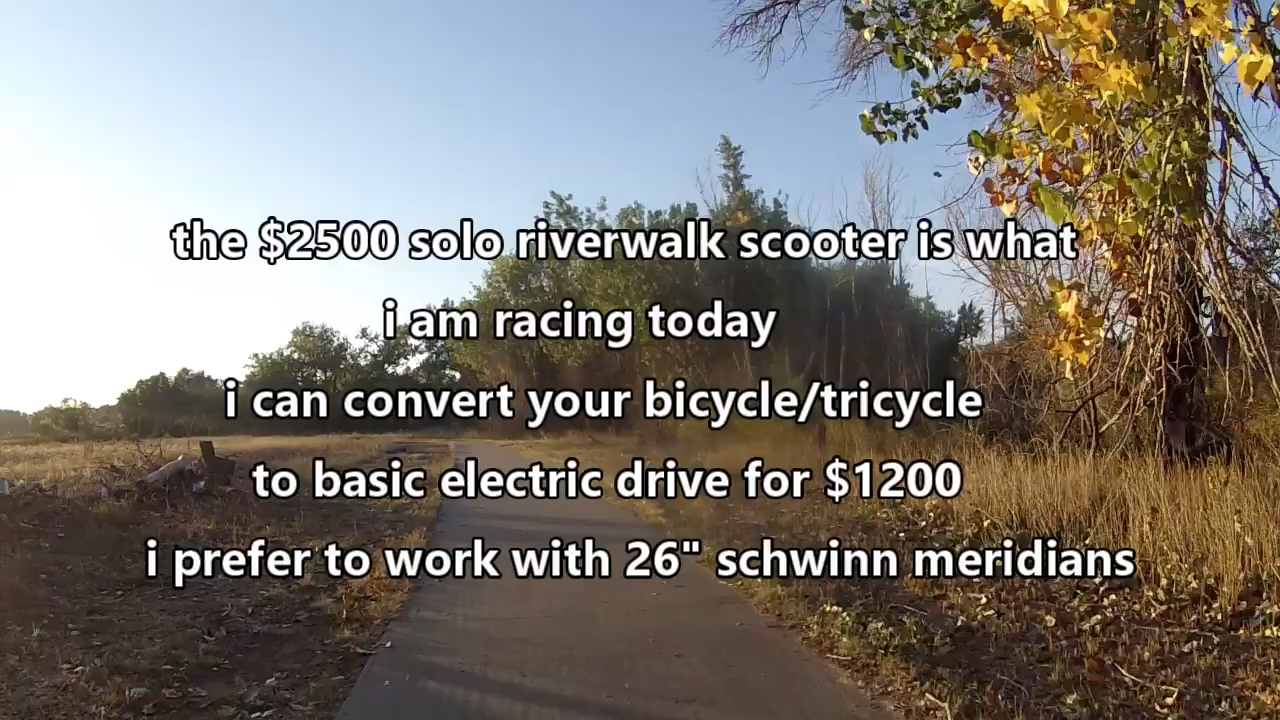 the $2500 solo riverwalk scooter is what
i am racing today
i can convert your bicycle/tricycle
to basic electric drive for $1200
i prefer to work with 26" schwinn meridians